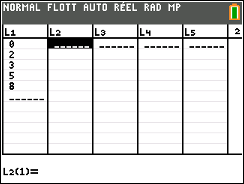 NORMAL FLOTT AUTO RÉEL RAD MP
L1 L2 L3 L4 L5 2
0 ------ ------ ------ ------
2
3
5
8
------
L2(1)=